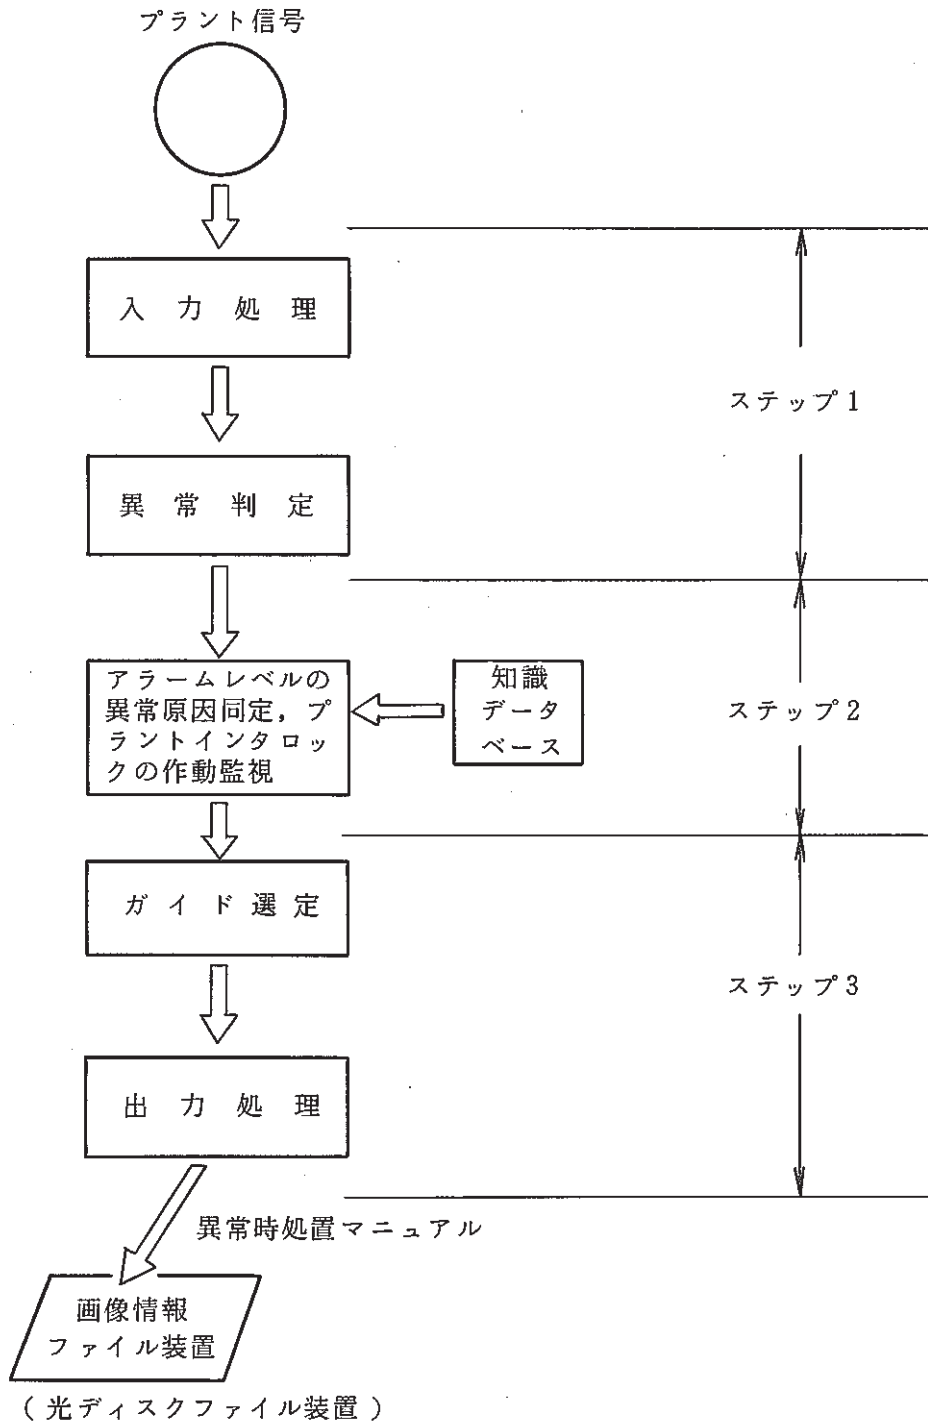 プラント信号
入力処理
ステップ1
異常判定
アラームレベルの
異常原因同定，プ
ラントインタロッ
クの作動監視
知識
データ
ベース
ステップ2
ガイド選定
ステップ3
出力処理
異常時処置マニュアル
画像情報
ファイル装置
(光ディスクファイル装置)